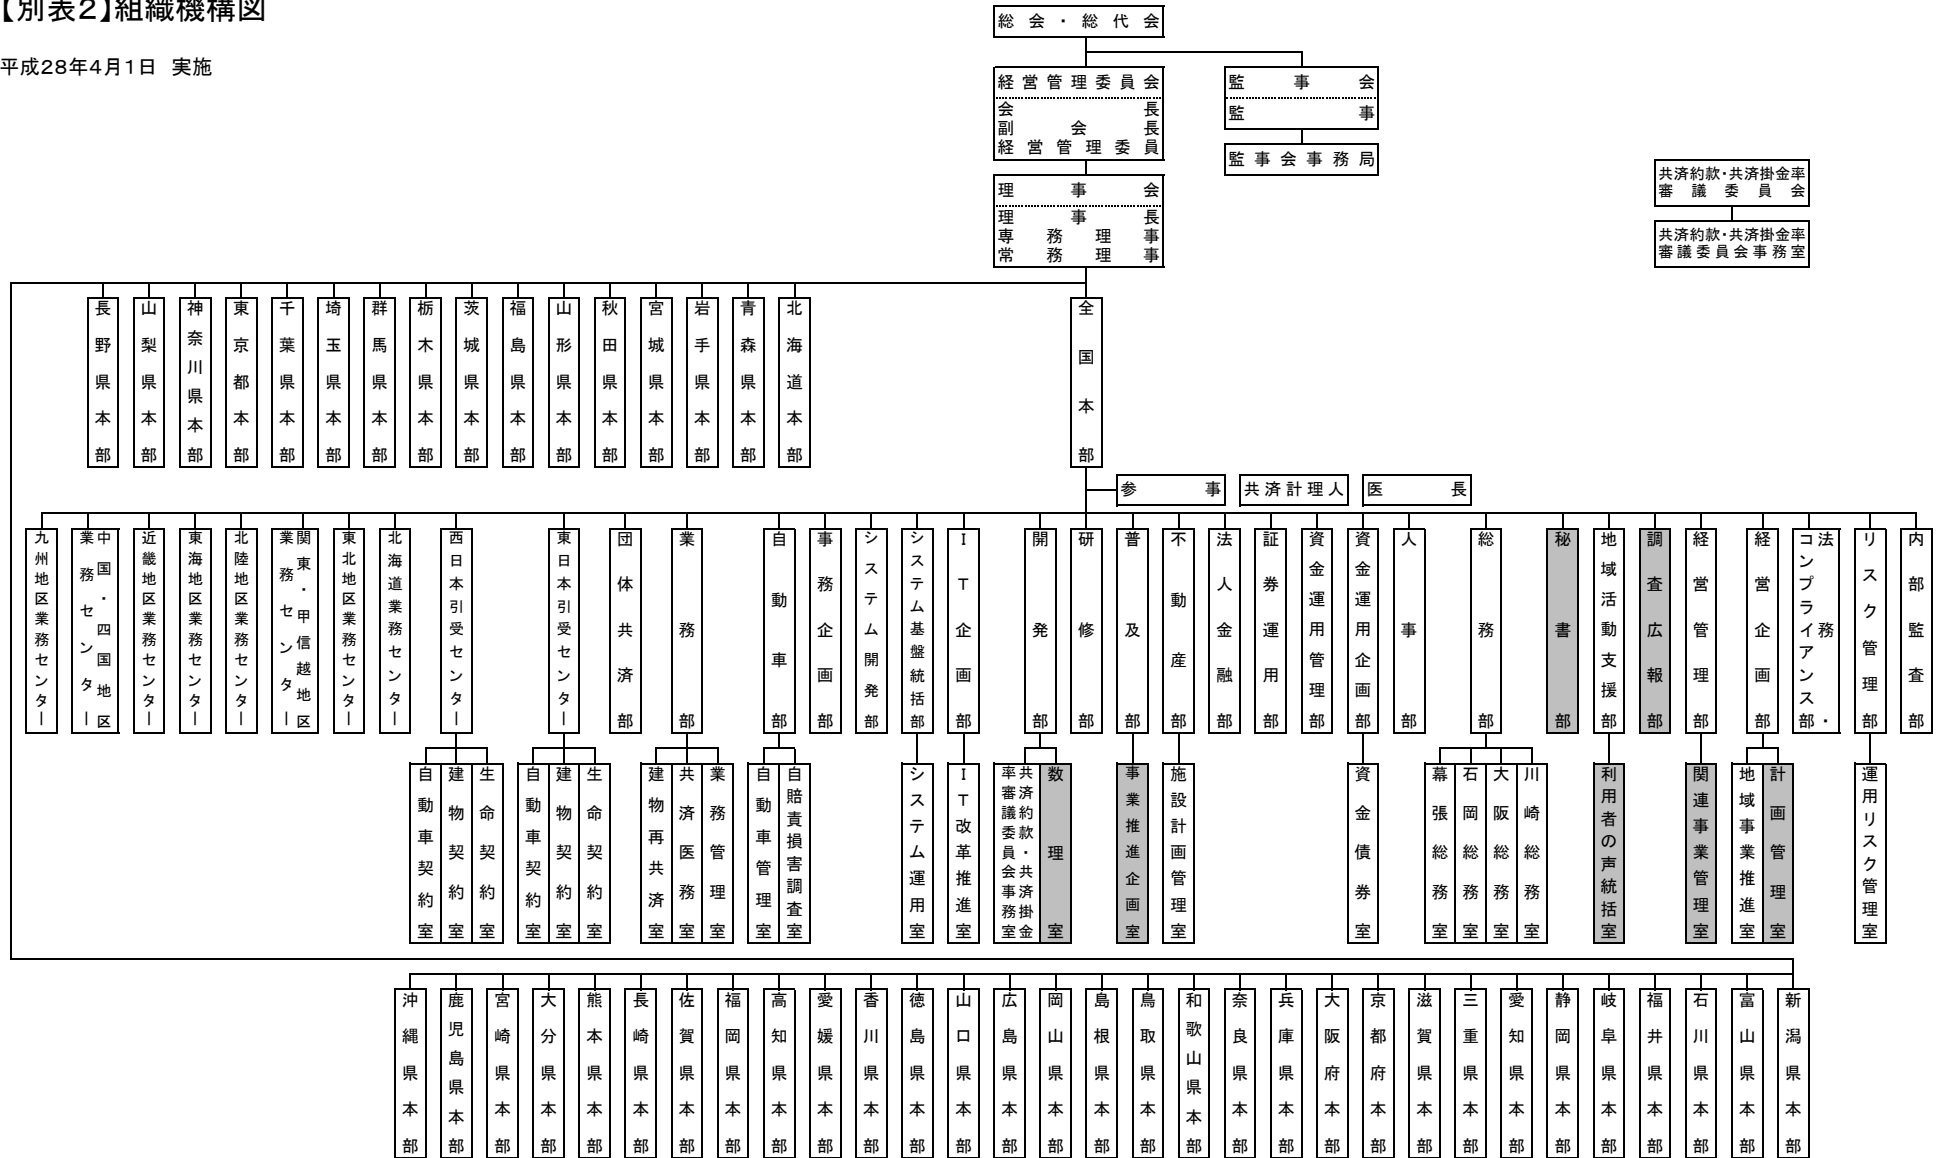 【別表2】組織機構図
平成28年4月1日 実施
総会・総代会
経営管理委員会
会長
副会長
経営管理委員
監事会
監事
監事会事務局
理事会
理事長
専務理事
常務理事
共済約款・共済掛金率
審議委員会
共済約款・共済掛金率
審議委員会事務室
長野県本部
山梨県本部
神奈川県本部
東京都本部
千葉県本部
埼玉県本部
群馬県本部
栃木県本部
茨城県本部
福島県本部
山形県本部
秋田県本部
宮城県本部
岩手県本部
青森県本部
北海道本部
全国本部
参事
共済計理人
医長
九州地区業務センター
中国・四国地区
業務センター
近畿地区業務センター
東海地区業務センター
北陸地区業務センター
関東・甲信越地区
業務センター
東北地区業務センター
北海道業務センター
西日本引受センター
東日本引受センター
団体共済部
業務部
自動車部
事務企画部
システム開発部
システム基盤統括部
IT企画部
開発部
研修部
普及部
不動産部
法人金融部
証券運用部
資金運用管理部
資金運用企画部
人事部
総務部
秘書部
地域活動支援部
調査広報部
経営管理部
経営企画部
法務・
コンプライアンス部
リスク管理部
内部監査部
自動車契約室
建物契約室
生命契約室
自動車契約室
建物契約室
生命契約室
建物再共済室
共済医務室
業務管理室
自動車管理室
自賠責損害調査室
システム運用室
IT改革推進室
共済約款・共済掛金
率審議委員会事務室
数理室
事業推進企画室
施設計画管理室
資金債券室
幕張総務室
石岡総務室
大阪総務室
川崎総務室
利用者の声統括室
関連事業管理室
地域事業推進室
計画管理室
運用リスク管理室
沖縄県本部
鹿児島県本部
宮崎県本部
大分県本部
熊本県本部
長崎県本部
佐賀県本部
福岡県本部
高知県本部
愛媛県本部
香川県本部
徳島県本部
山口県本部
広島県本部
岡山県本部
島根県本部
鳥取県本部
和歌山県本部
奈良県本部
兵庫県本部
大阪府本部
京都府本部
滋賀県本部
三重県本部
愛知県本部
静岡県本部
岐阜県本部
福井県本部
石川県本部
富山県本部
新潟県本部